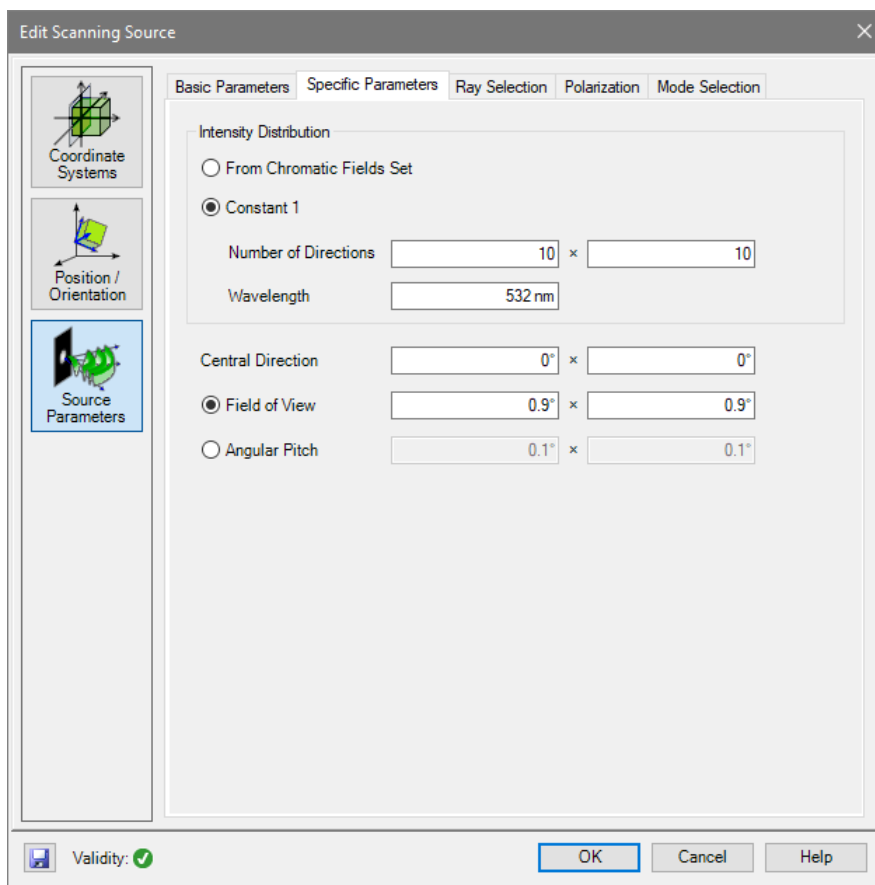 Edit Scanning Source
Coordinate
Systems
Position /
Orientation
Source
Parameters
Basic Parameters Specific Parameters Ray Selection Polarization Mode Selection
Intensity Distribution
From Chromatic Fields Set
Constant 1
Number of Directions 10 × 10
Wavelength 532 nm
Central Direction 0° × 0°
Field of View 0.9° × 0.9°
Angular Pitch 0.1° × 0.1°
Validity: OK Cancel Help